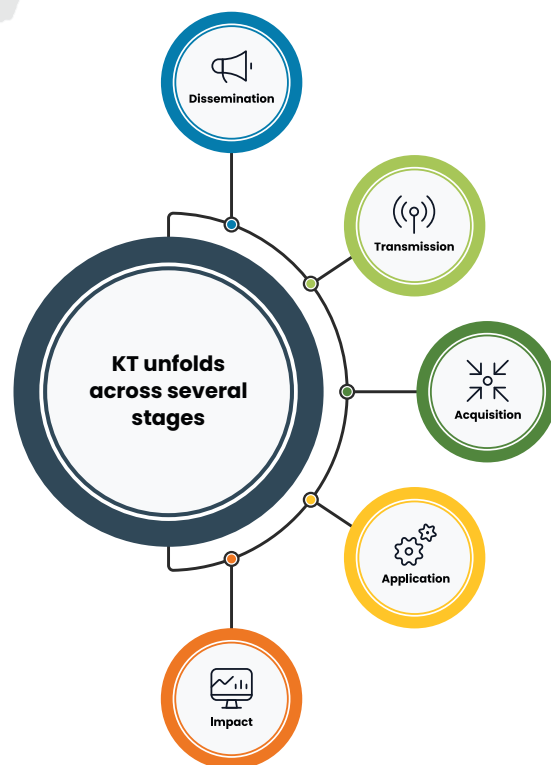 Dissemination
Transmission
KT unfolds
across several
stages
Acquisition
Application
Impact